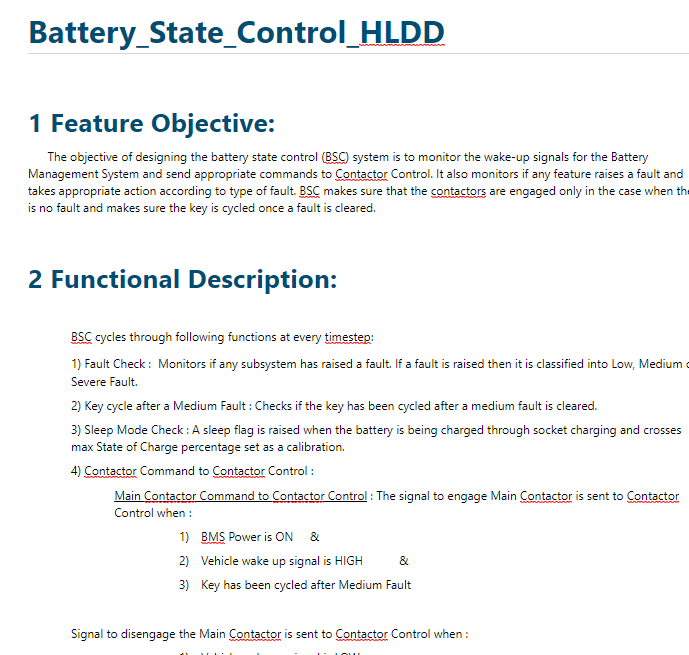 Battery_State_Control_HLDD
1 Feature Objective:
The objective of designing the battery state control (BSC) system is to monitor the wake-up signals for the Battery
Management System and send appropriate commands to Contactor Control. It also monitors if any feature raises a fault and
takes appropriate action according to type of fault. BSC makes sure that the contactors are engaged only in the case when
is no fault and makes sure the key is cycled once a fault is cleared.
2 Functional Description:
BSC cycles through following functions at every timestep:
1) Fault Check : Monitors if any subsystem has raised a fault. If a fault is raised then it is classified into Low, Medium
Severe Fault.
2) Key cycle after a Medium Fault : Checks if the key has been cycled after a medium fault is cleared.
3) Sleep Mode Check : A sleep flag is raised when the battery is being charged through socket charging and crosses
max State of Charge percentage set as a calibration.
4) Contactor Command to Contactor Control :
Main Contactor Command to Contactor Control : The signal to engage Main Contactor is sent to Contactor
Control when :
1) BMS Power is ON &
2) Vehicle wake up signal is HIGH &
3) Key has been cycled after Medium Fault
Signal to disengage the Main Contactor is sent to Contactor Control when :